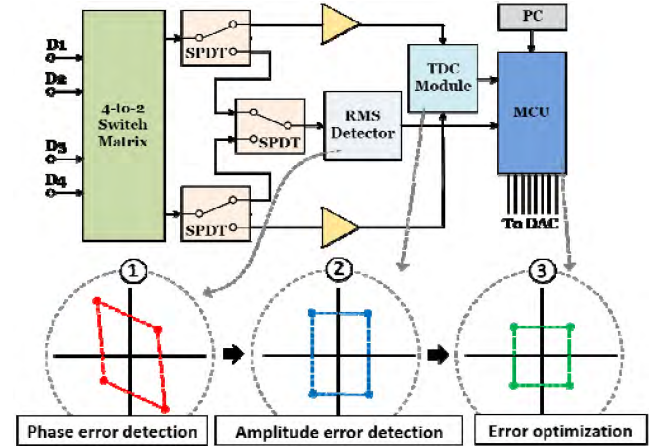 PC
D1
SPDT
D2
TDC
Module
4-to-2
Switch
Matrix
RMS
Detector
MCU
SPDT
D3
D4
SPDT
To DAC
1
2
3
Phase error detection
Amplitude error detection
Error optimization